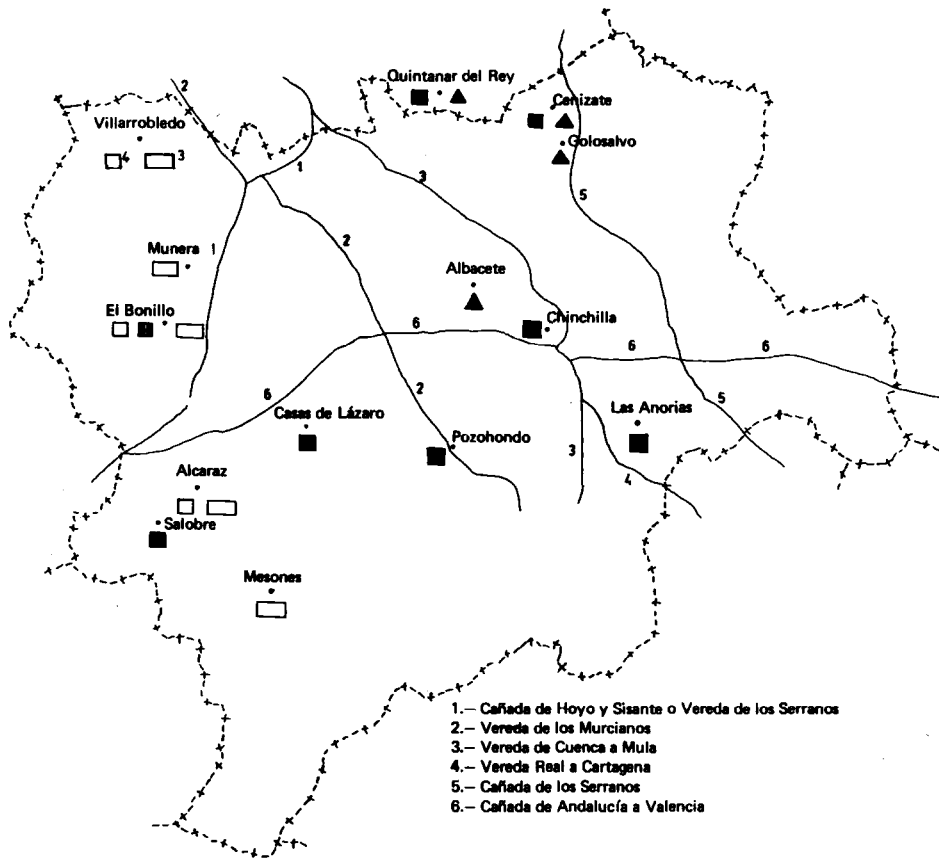 Quintanar del Rey
2
Cenizate
Villarrobledo
Golosalvo
4
3
1
3
5
1
2
Munera
Albacete
El Bonillo
Chinchilla
6
6
6
6
2
5
Casas de Lázaro
Las Anorias
Pozohondo
3
4
Alcaraz
Salobre
Mesones
1.— Cañada de Hoyo y Sisante o Vereda de los Serranos
2.— Vereda de los Murcianos
3.— Vereda de Cuenca a Mula
4.— Vereda Real a Cartagena
5.— Cañada de los Serranos
6.— Cañada de Andalucía a Valencia